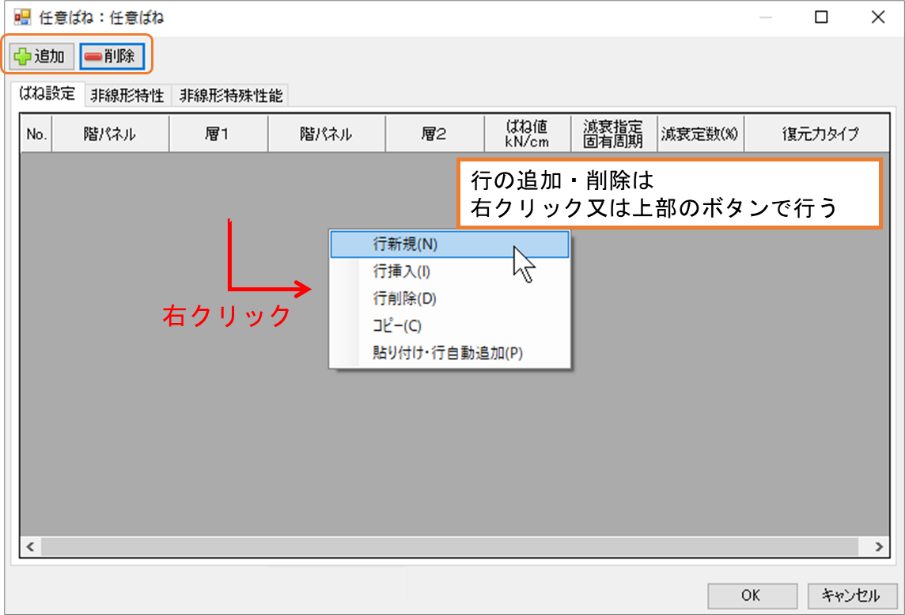 任意ばね：任意ばね
追加 削除
ばね設定 非線形特性 非線形特殊性能
No. 階パネル 層1 階パネル 層2 ばね値 減衰指定 減衰定数(%) 復元力タイプ
kN/cm 固有周期
行の追加・削除は
右クリック又は上部のボタンで行う
行新規(N)
行挿入(I)
行削除(D)
右クリック
コピー(C)
貼り付け・行自動追加(P)
OK キャンセル